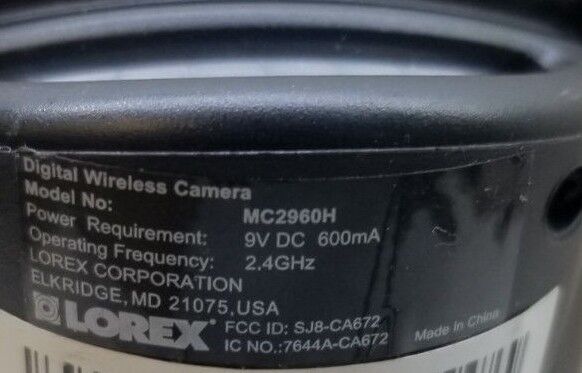 Digital Wireless Camera
Model No: MC2960H
Power Requirement: 9V DC 600mA
Operating Frequency: 2.4GHz
LOREX CORPORATION
ELKRIDGE, MD 21075, USA
LOREX FCC ID: SJ8-CA672
IC NO.:7644A-CA672
Made in China